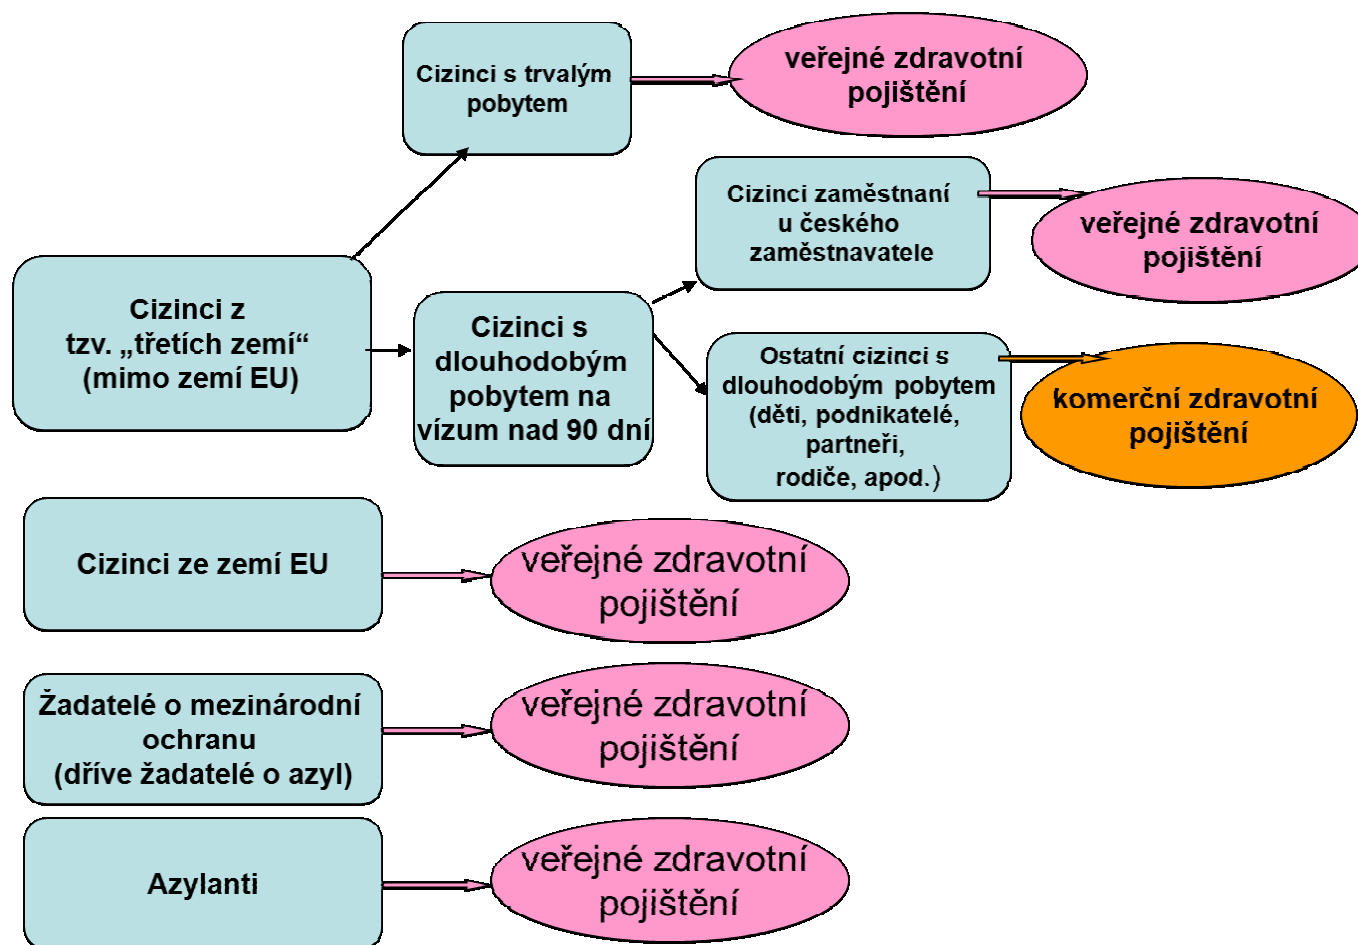 Cizinci s trvalým
pobytem
veřejné zdravotní
pojištění
Cizinci z
tzv. „třetích zemí“
(mimo zemí EU)
Cizinci s
dlouhodobým
pobytem na
vízum nad 90 dní
Cizinci zaměstnaní
u českého
zaměstnavatele
veřejné zdravotní
pojištění
Ostatní cizinci s
dlouhodobým pobytem
(děti, podnikatelé,
partneři,
rodiče, apod.)
komerční zdravotní
pojištění
Cizinci ze zemí EU
veřejné zdravotní
pojištění
Žadatelé o mezinárodní
ochranu
(dříve žadatelé o azyl)
veřejné zdravotní
pojištění
Azylanti
veřejné zdravotní
pojištění